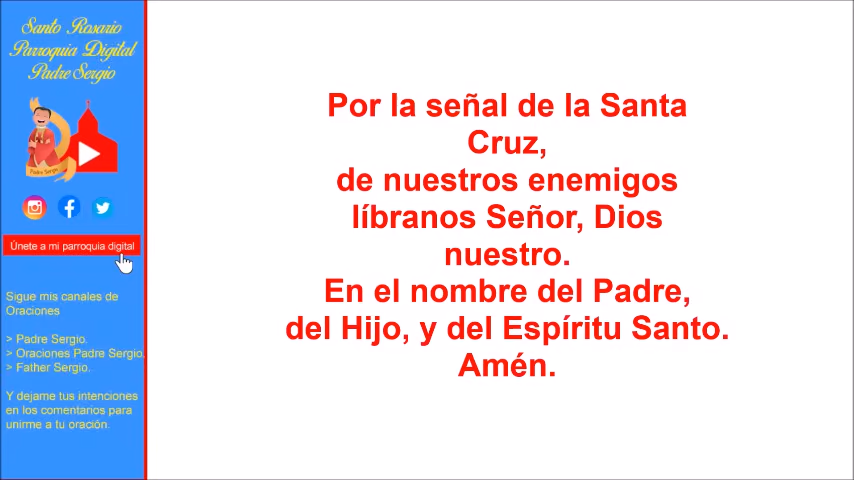 Santo Rosario
Parroquia Digital
Padre Sergio
Padre Sergio
Únete a mi parroquia digital
Sigue mis canales de
Oraciones
> Padre Sergio.
> Oraciones Padre Sergio.
> Father Sergio.
Y dejame tus intenciones
en los comentarios para
unirme a tu oración.
Por la señal de la Santa
Cruz,
de nuestros enemigos
líbranos Señor, Dios
nuestro.
En el nombre del Padre,
del Hijo, y del Espíritu Santo.
Amén.